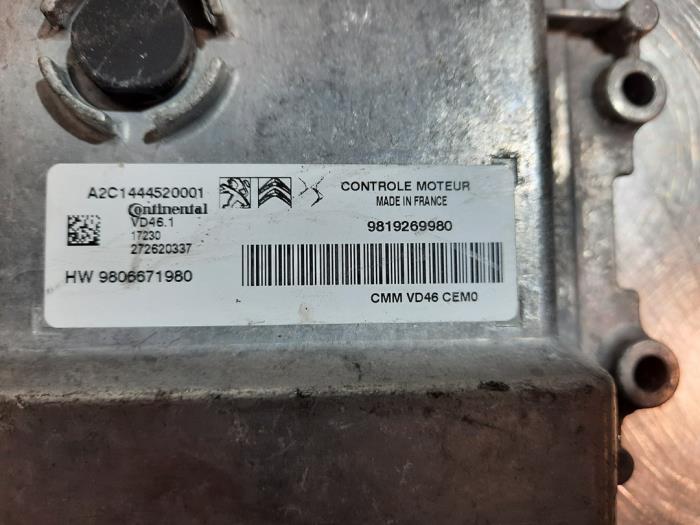 A2C1444520001
Continental
VD46.1
17230
272620337
HW 9806671980
CONTROLE MOTEUR
MADE IN FRANCE
9819269980
CMM VD46 CEM0